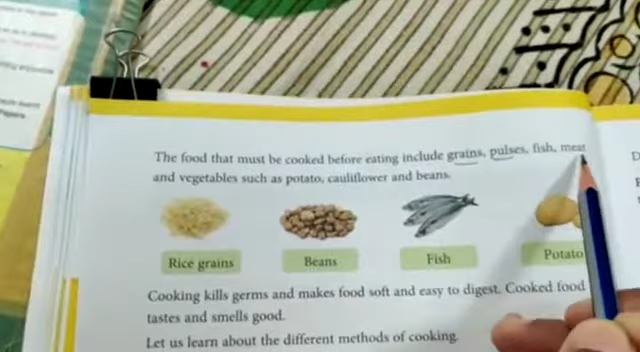 The food that must be cooked before eating include grains, pulses, fish, meat
and vegetables such as potato, cauliflower and beans.
Rice grains
Beans
Fish
Potato
Cooking kills germs and makes food soft and easy to digest. Cooked food
tastes and smells good.
Let us learn about the different methods of cooking.